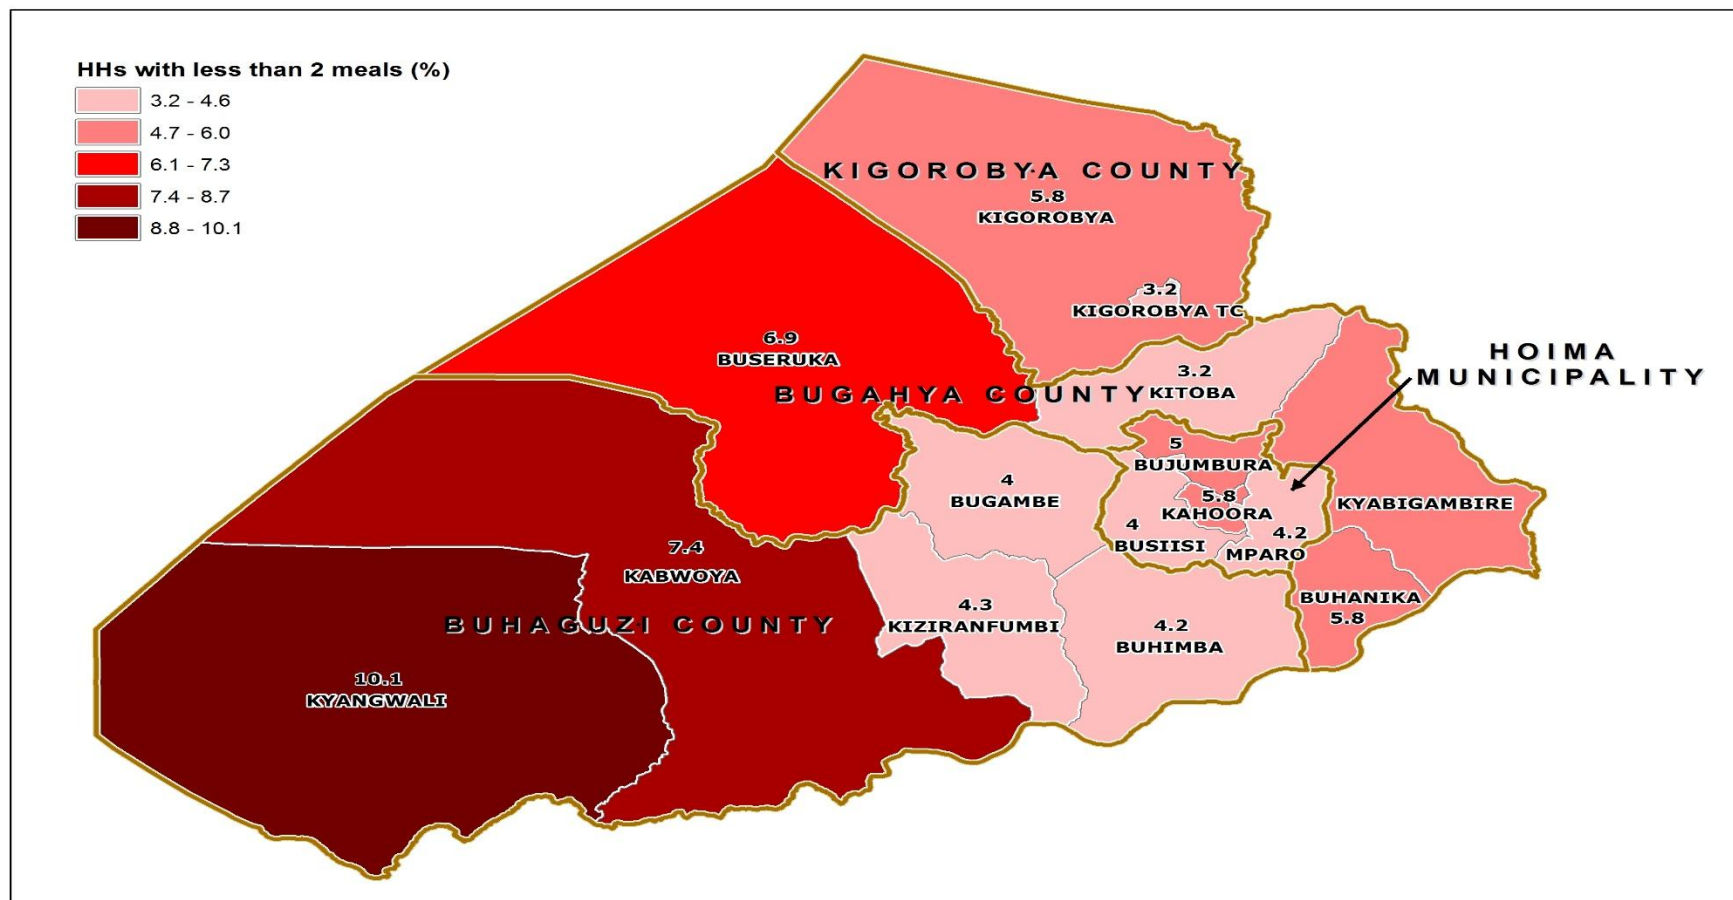 HHs with less than 2 meals (%)
3.2 - 4.6
4.7 - 6.0
6.1 - 7.3
7.4 - 8.7
8.8 - 10.1
KIGOROBYA COUNTY
5.8
KIGOROBYA
3.2
KIGOROBYA TC
6.9
BUSERUKA
HOIMA
MUNICIPALITY
BUGAHYA COUNTY
3.2
KITOBA
5
BUJUMBURA
4
BUGAMBE
5.8
KAHOORA
KYABIGAMBIRE
4
BUSIISI
4.2
MPARO
7.4
KABWOYA
BUHANIKA
5.8
4.3
KIZIRANFUMBI
BUHAGUZI COUNTY
4.2
BUHIMBA
10.1
KYANGWALI